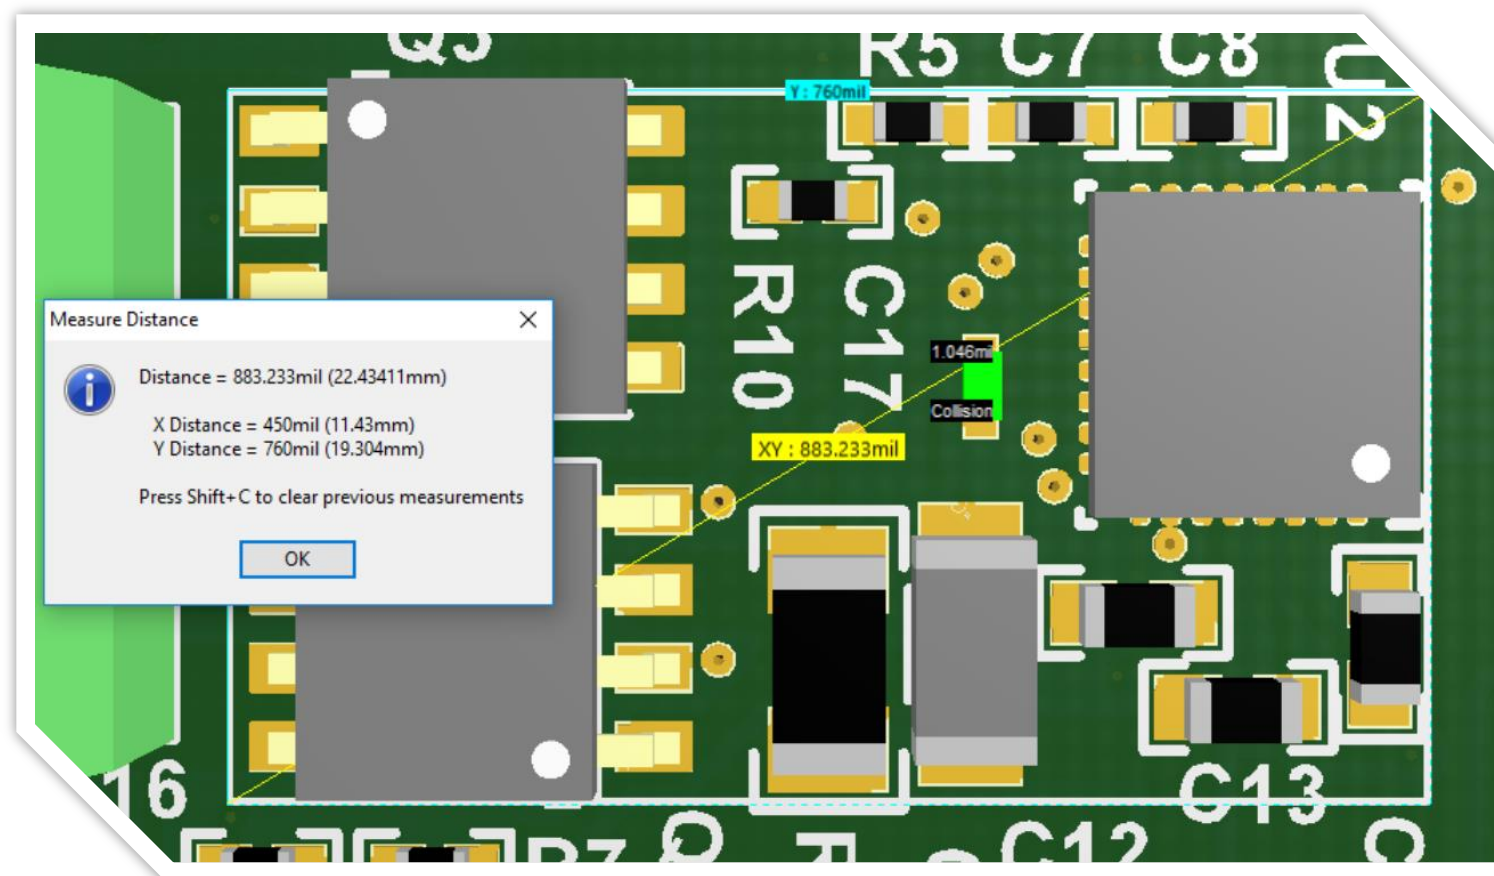 Q5
R5 C7 C8
U2
Y : 760mil
R10
C17
1.046mil
Collision
XY : 883.233mil
Measure Distance
Distance = 883.233mil (22.43411mm)
X Distance = 450mil (11.43mm)
Y Distance = 760mil (19.304mm)
Press Shift+C to clear previous measurements
OK
16
C13
R7
C12